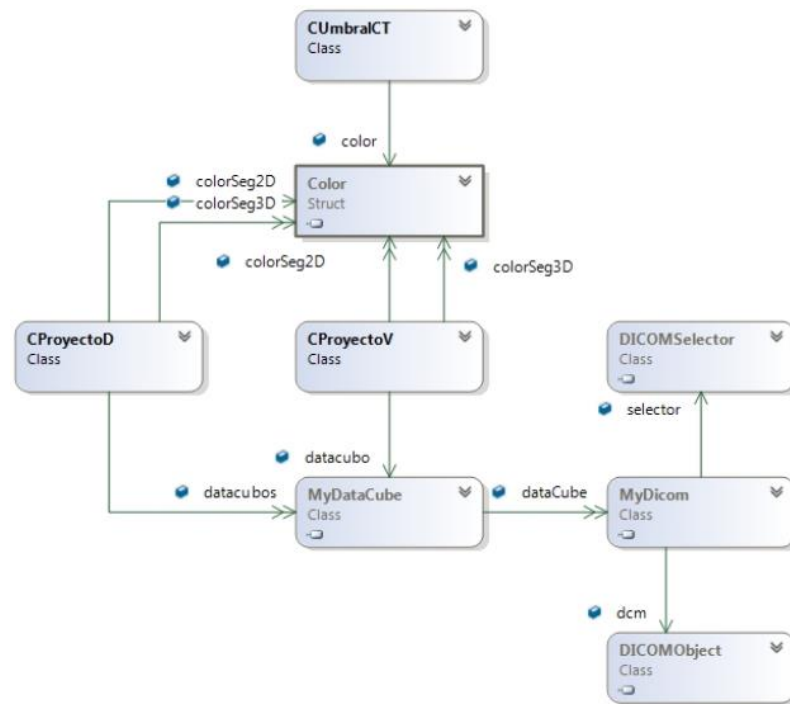 CUmbralCT
Class
color
colorSeg2D
colorSeg3D
Color
Struct
colorSeg2D
colorSeg3D
CProyectoD
Class
CProyectoV
Class
DICOMSelector
Class
selector
datacubo
datacubos
MyDataCube
Class
dataCube
MyDicom
Class
dcm
DICOMObject
Class